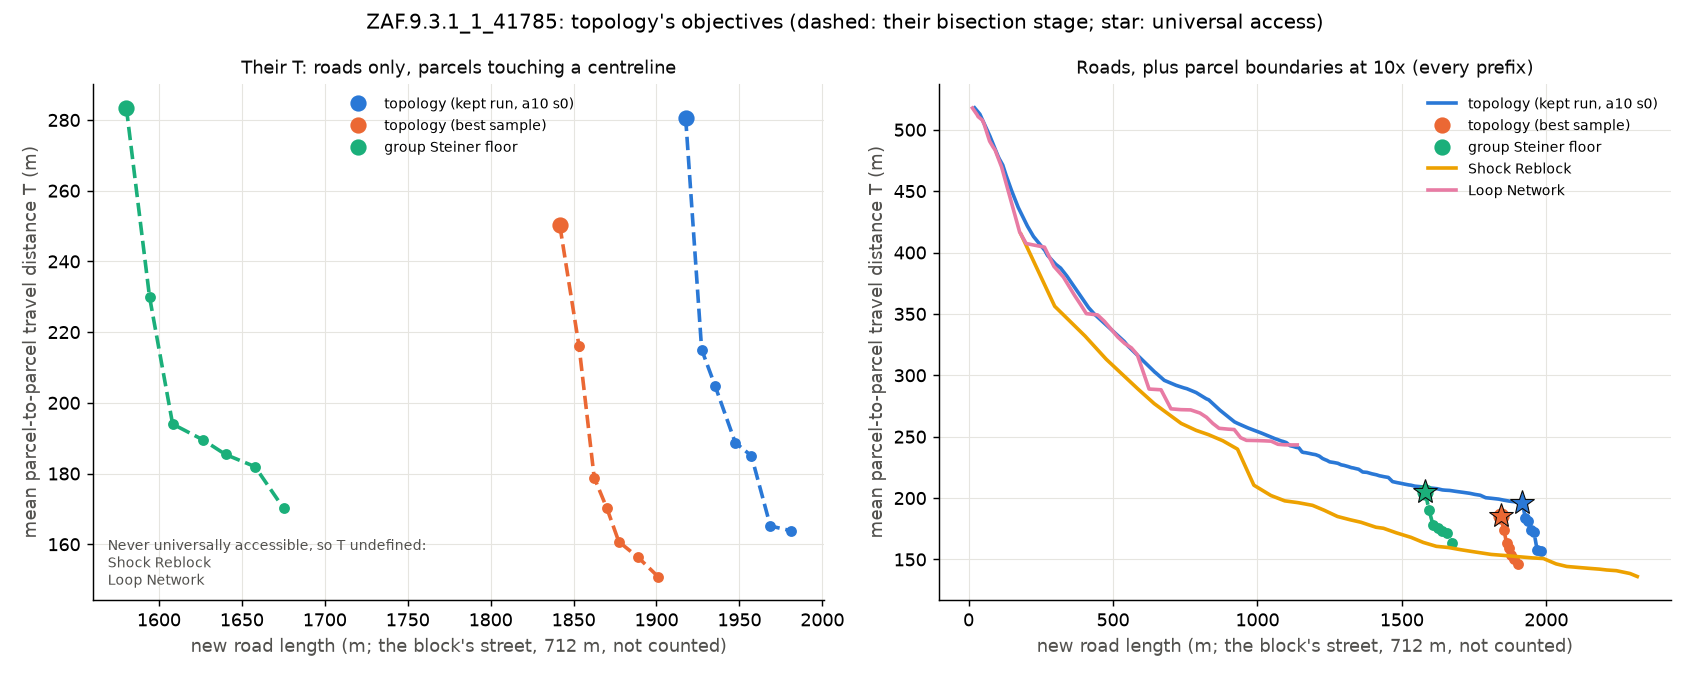 ZAF.9.3.1_1_41785: topology's objectives (dashed: their bisection stage; star: universal access)
Their T: roads only, parcels touching a centreline
mean parcel-to-parcel travel distance T (m)
280
260
240
220
200
180
160
topology (kept run, a10 s0)
topology (best sample)
group Steiner floor
Never universally accessible, so T undefined:
Shock Reblock
Loop Network
1600
1650
1700
1750
1800
1850
1900
1950
2000
new road length (m; the block's street, 712 m, not counted)
Roads, plus parcel boundaries at 10x (every prefix)
mean parcel-to-parcel travel distance T (m)
500
450
400
350
300
250
200
150
topology (kept run, a10 s0)
topology (best sample)
group Steiner floor
Shock Reblock
Loop Network
0
500
1000
1500
2000
new road length (m; the block's street, 712 m, not counted)